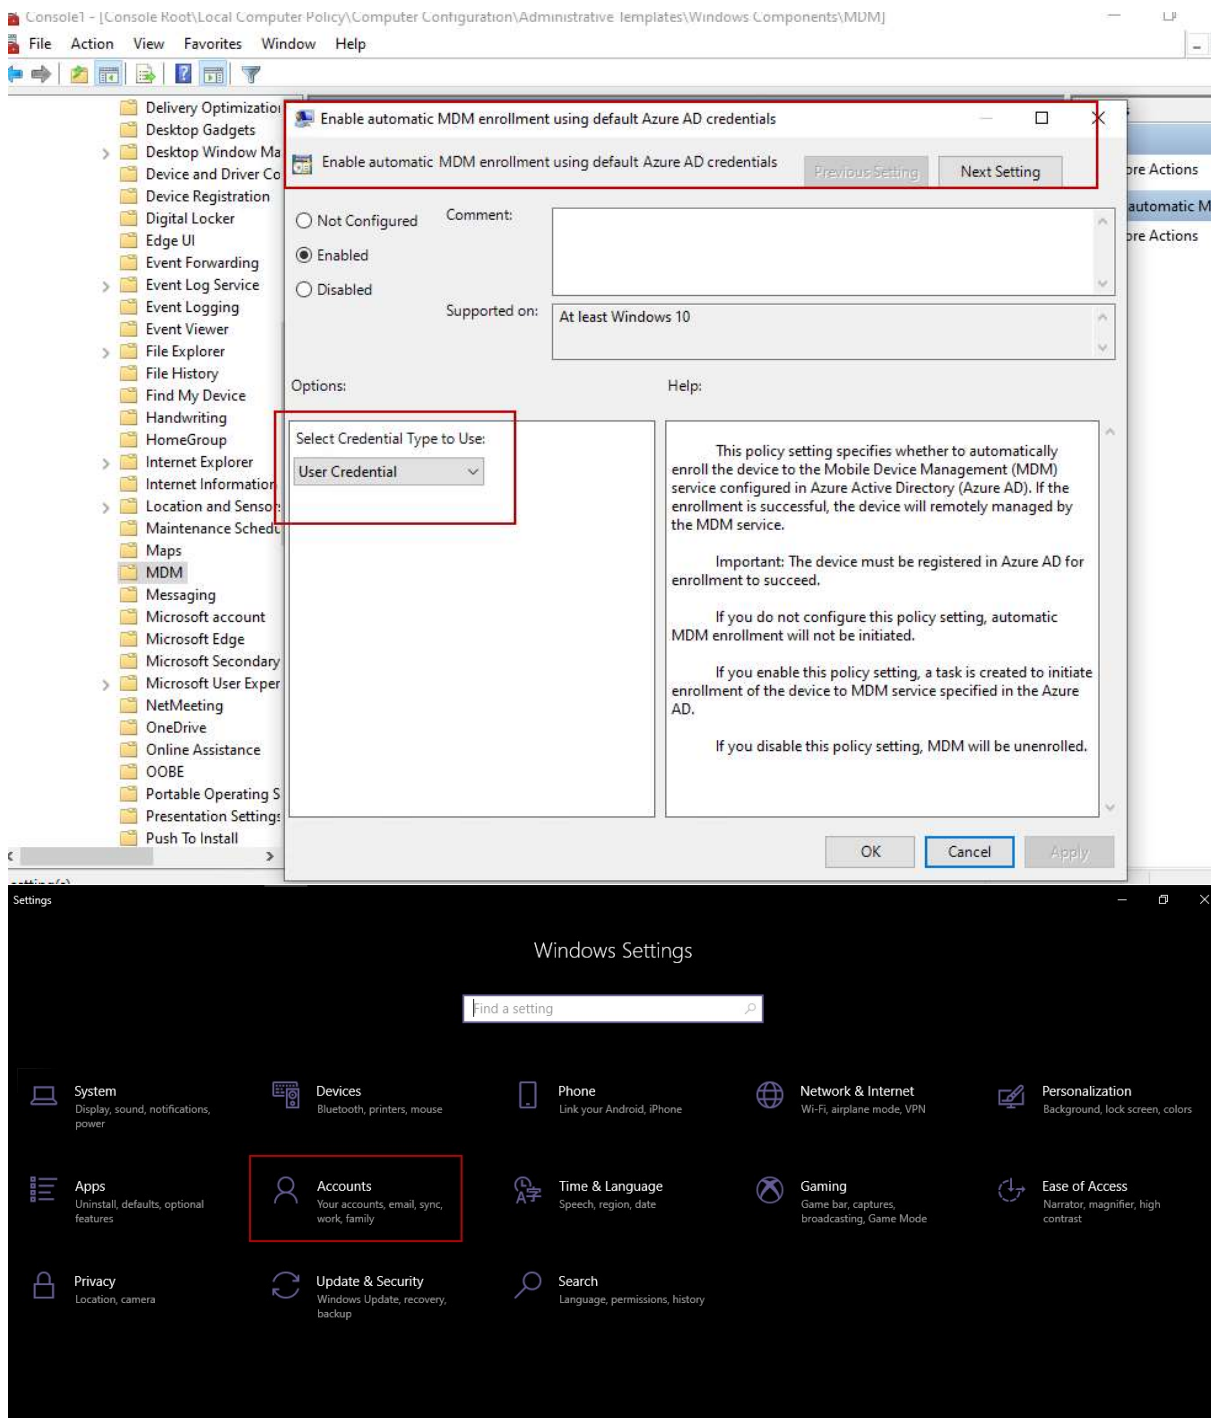 Console1 - [Console Root\Local Computer Policy\Computer Configuration\Administrative Templates\Windows Components\MDM]
File Action View Favorites Window Help
Delivery Optimization
Desktop Gadgets
Desktop Window Ma
Device and Driver Co
Device Registration
Digital Locker
Edge UI
Event Forwarding
Event Log Service
Event Logging
Event Viewer
File Explorer
File History
Find My Device
Handwriting
HomeGroup
Internet Explorer
Internet Information
Location and Sensors
Maintenance Schedu
Maps
MDM
Messaging
Microsoft account
Microsoft Edge
Microsoft Secondary
Microsoft User Exper
NetMeeting
OneDrive
Online Assistance
OOBE
Portable Operating S
Presentation Settings
Push To Install
Enable automatic MDM enrollment using default Azure AD credentials
Enable automatic MDM enrollment using default Azure AD credentials
Previous Setting
Next Setting
Not Configured
Enabled
Disabled
Comment:
Supported on:
At least Windows 10
Options:
Help:
Select Credential Type to Use:
User Credential
This policy setting specifies whether to automatically
enroll the device to the Mobile Device Management (MDM)
service configured in Azure Active Directory (Azure AD). If the
enrollment is successful, the device will remotely managed by
the MDM service.
Important: The device must be registered in Azure AD for
enrollment to succeed.
If you do not configure this policy setting, automatic
MDM enrollment will not be initiated.
If you enable this policy setting, a task is created to initiate
enrollment of the device to MDM service specified in the Azure
AD.
If you disable this policy setting, MDM will be unenrolled.
OK
Cancel
Apply
ore Actions
automatic M
ore Actions
Settings
Windows Settings
Find a setting
System
Display, sound, notifications,
power
Devices
Bluetooth, printers, mouse
Phone
Link your Android, iPhone
Network & Internet
Wi-Fi, airplane mode, VPN
Personalization
Background, lock screen, colors
Apps
Uninstall, defaults, optional
features
Accounts
Your accounts, email, sync,
work, family
Time & Language
Speech, region, date
Gaming
Game bar, captures,
broadcasting, Game Mode
Ease of Access
Narrator, magnifier, high
contrast
Privacy
Location, camera
Update & Security
Windows Update, recovery,
backup
Search
Language, permissions, history